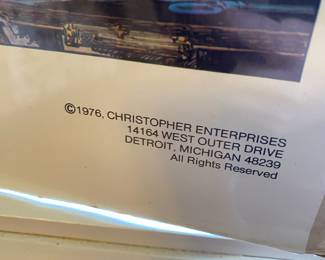 ©1976, CHRISTOPHER ENTERPRISES
14164 WEST OUTER DRIVE
DETROIT, MICHIGAN 48239
All Rights Reserved